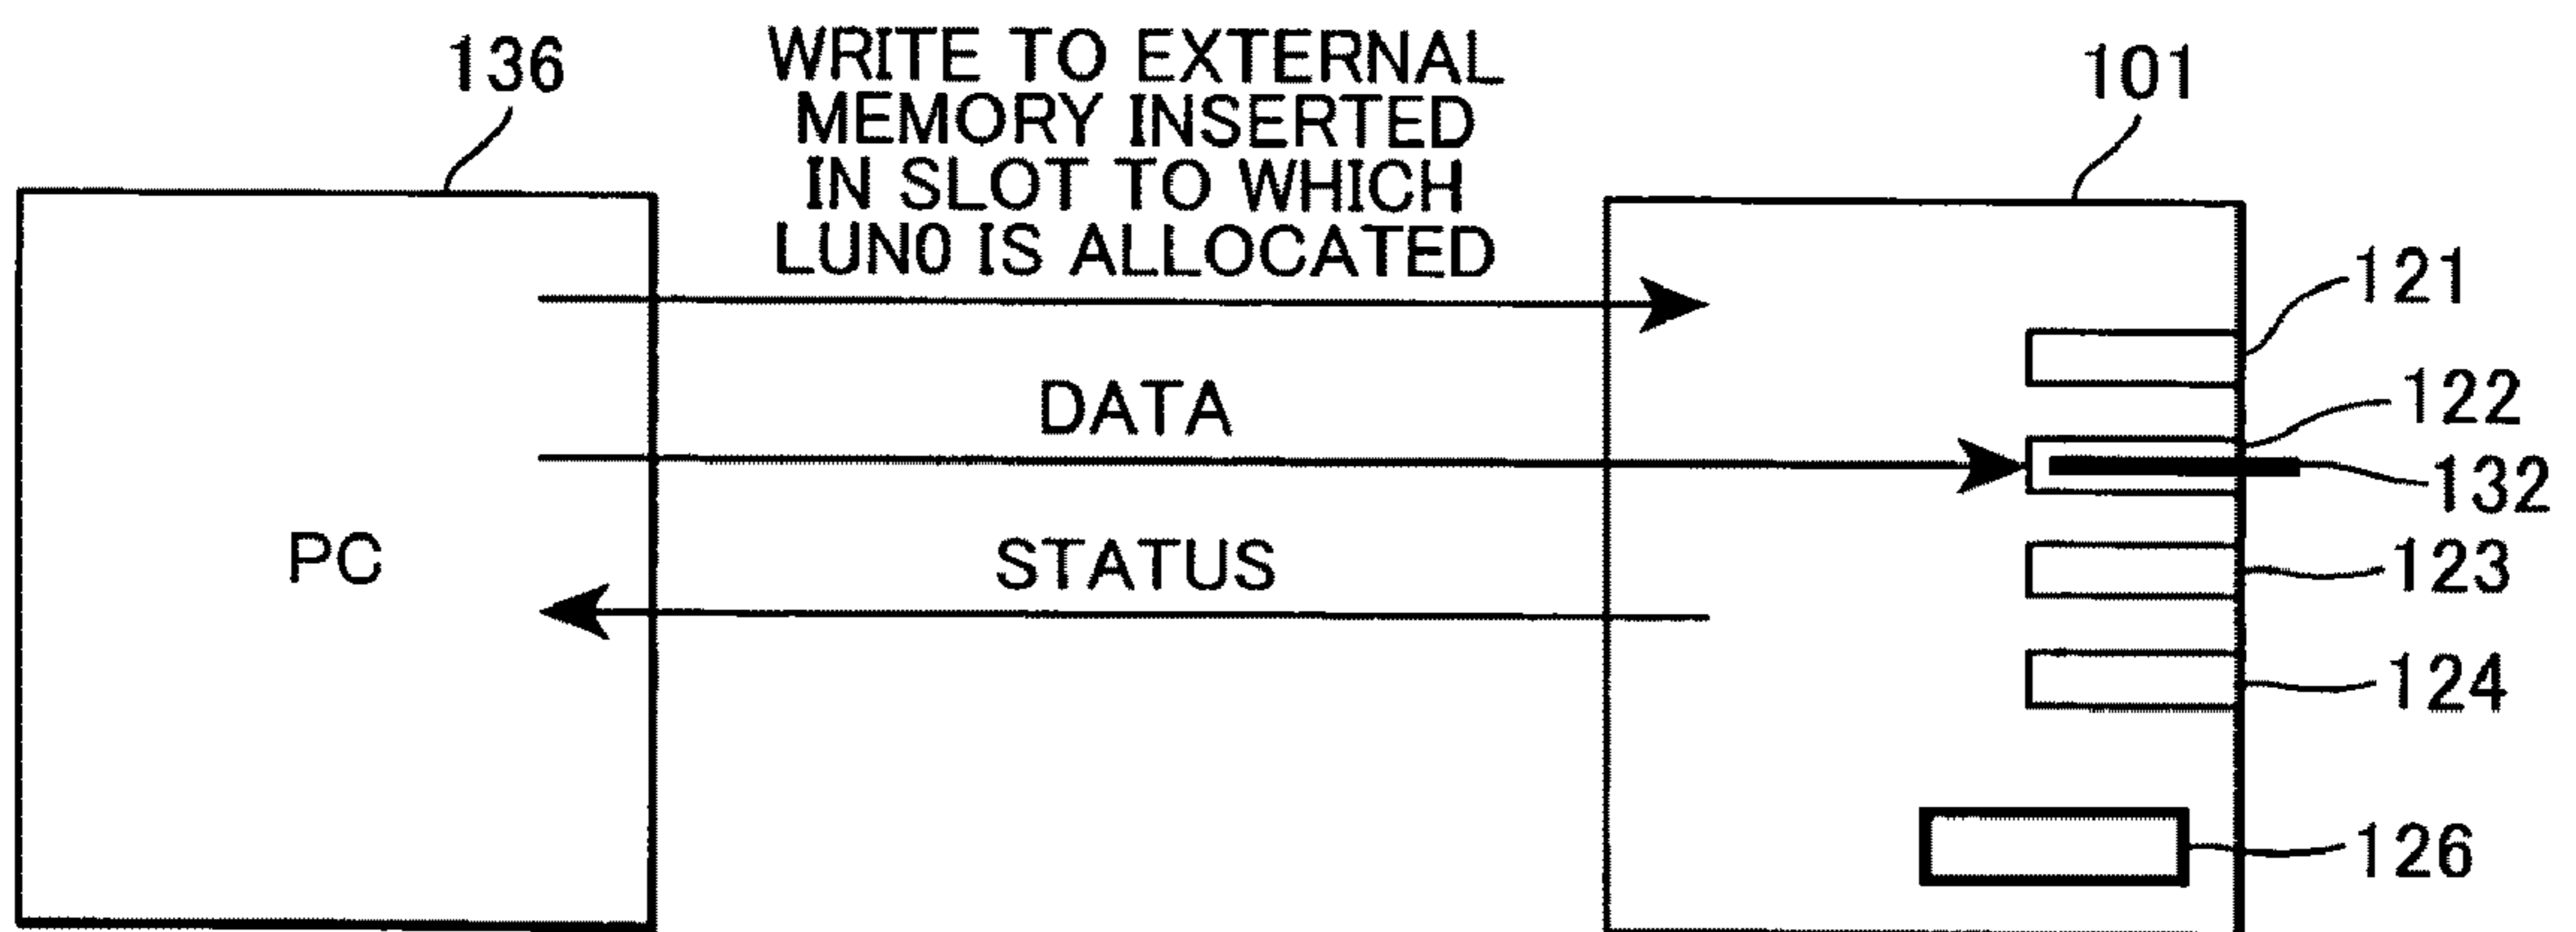 136
WRITE TO EXTERNAL
MEMORY INSERTED
IN SLOT TO WHICH
LUN0 IS ALLOCATED
101
121
DATA
122
132
PC
STATUS
123
124
126